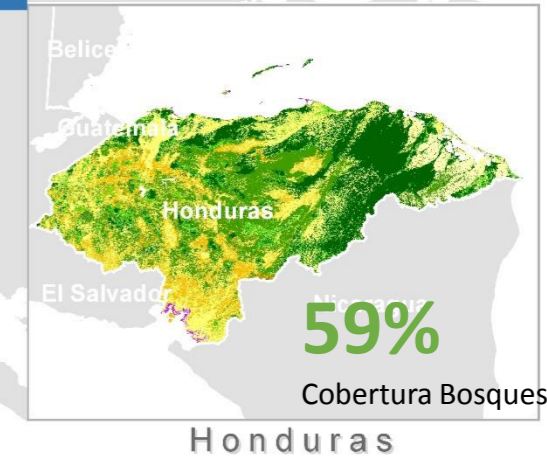 Belice
Guatemala
Honduras
El Salvador
Nicaragua
59%
Cobertura Bosques
Honduras